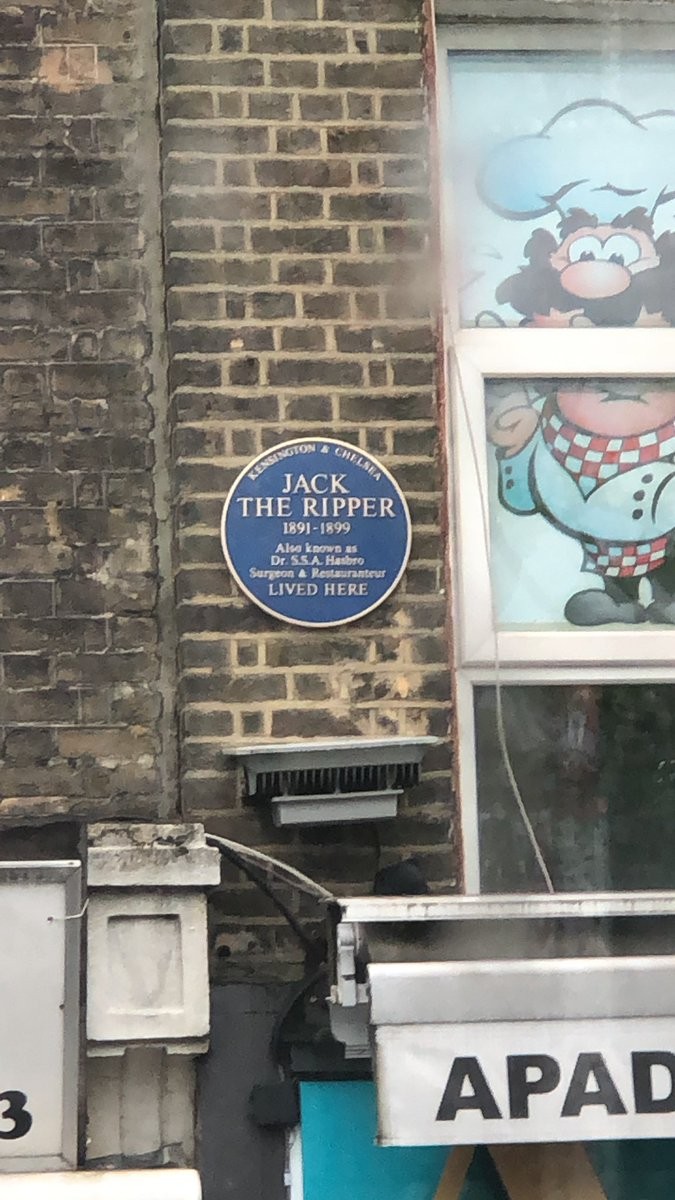 KENSINGTON & CHELSEA
JACK
THE RIPPER
1891-1899
Also known as
Dr. S.S.A. Hasbro
Surgeon & Restauranteur
LIVED HERE
3
APAD